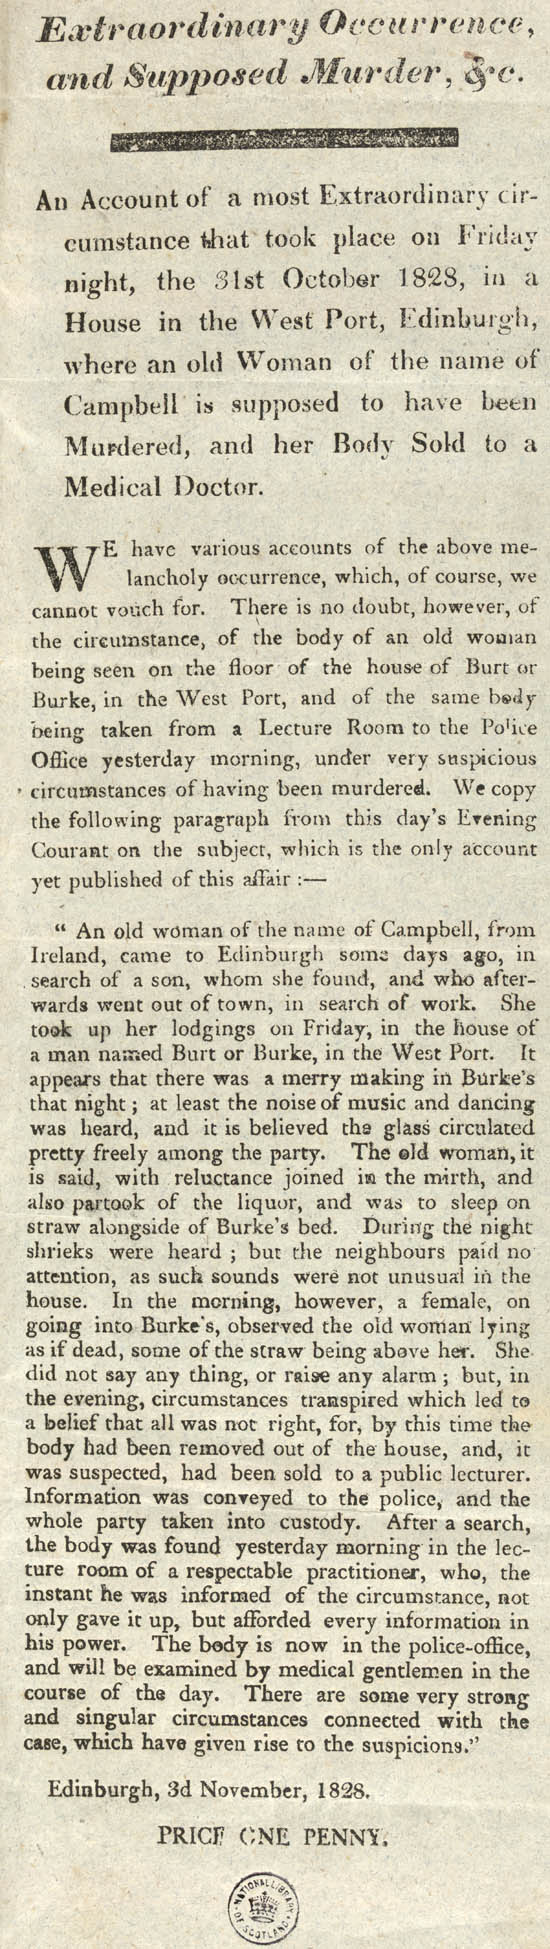 Extraordinary Occurrence,
and Supposed Murder, &c.
An Account of a most Extraordinary cir-
cumstance that took place on Friday
night, the 31st October 1828, in a
House in the West Port, Edinburgh,
where an old Woman of the name of
Campbell is supposed to have been
Murdered, and her Body Sold to a
Medical Doctor.
WE have various accounts of the above me-
lancholy occurrence, which, of course, we
cannot vouch for. There is no doubt, however, of
the circumstance, of the body of an old woman
being seen on the floor of the house of Burt or
Burke, in the West Port, and of the same body
being taken from a Lecture Room to the Police
Office yesterday morning, under very suspicious
circumstances of having been murdered. We copy
the following paragraph from this day's Evening
Courant on the subject, which is the only account
yet published of this affair :—
" An old woman of the name of Campbell, from
Ireland, came to Edinburgh some days ago, in
search of a son, whom she found, and who after-
wards went out of town, in search of work. She
took up her lodgings on Friday, in the house of
a man named Burt or Burke, in the West Port. It
appears that there was a merry making in Burke's
that night ; at least the noise of music and dancing
was heard, and it is believed the glass circulated
pretty freely among the party. The old woman, it
is said, with reluctance joined in the mirth, and
also partook of the liquor, and was to sleep on
straw alongside of Burke's bed. During the night
shrieks were heard ; but the neighbours paid no
attention, as such sounds were not unusual in the
house. In the morning, however, a female, on
going into Burke's, observed the old woman lying
as if dead, some of the straw being above her. She
did not say any thing, or raise any alarm ; but, in
the evening, circumstances transpired which led to
a belief that all was not right, for, by this time the
body had been removed out of the house, and, it
was suspected, had been sold to a public lecturer.
Information was conveyed to the police, and the
whole party taken into custody. After a search,
the body was found yesterday morning in the lec-
ture room of a respectable practitioner, who, the
instant he was informed of the circumstance, not
only gave it up, but afforded every information in
his power. The body is now in the police-office,
and will be examined by medical gentlemen in the
course of the day. There are some very strong
and singular circumstances connected with the
case, which have given rise to the suspicions."
Edinburgh, 3d November, 1828.
PRICE ONE PENNY.
NATIONAL LIBRARY
OF SCOTLAND